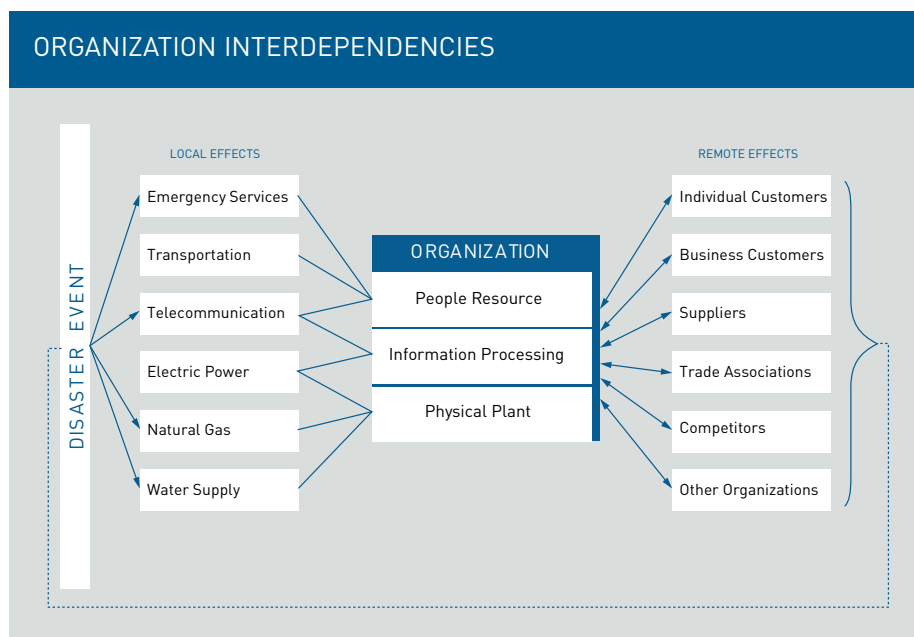 ORGANIZATION INTERDEPENDENCIES
DISASTER EVENT
LOCAL EFFECTS
Emergency Services
Transportation
Telecommunication
Electric Power
Natural Gas
Water Supply
ORGANIZATION
People Resource
Information Processing
Physical Plant
REMOTE EFFECTS
Individual Customers
Business Customers
Suppliers
Trade Associations
Competitors
Other Organizations